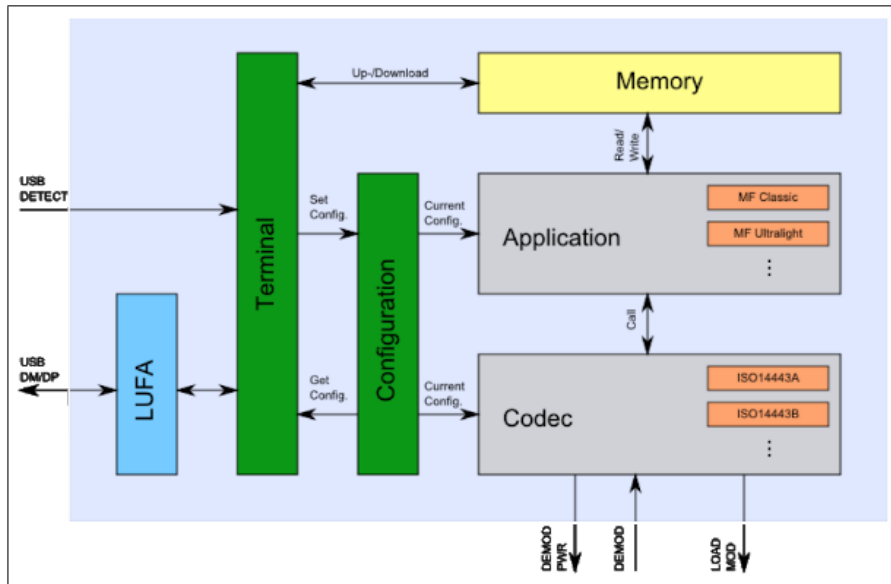 Up-/Download
Memory
Read/
Write
USB
DETECT
Set
Config.
Current
Config.
Application
MF Classic
MF Ultralight
⋮
Terminal
Configuration
Call
USB
DM/DP
LUFA
Get
Config.
Current
Config.
Codec
ISO14443A
ISO14443B
⋮
DEMOD
PWR
DEMOD
LOAD
MOD